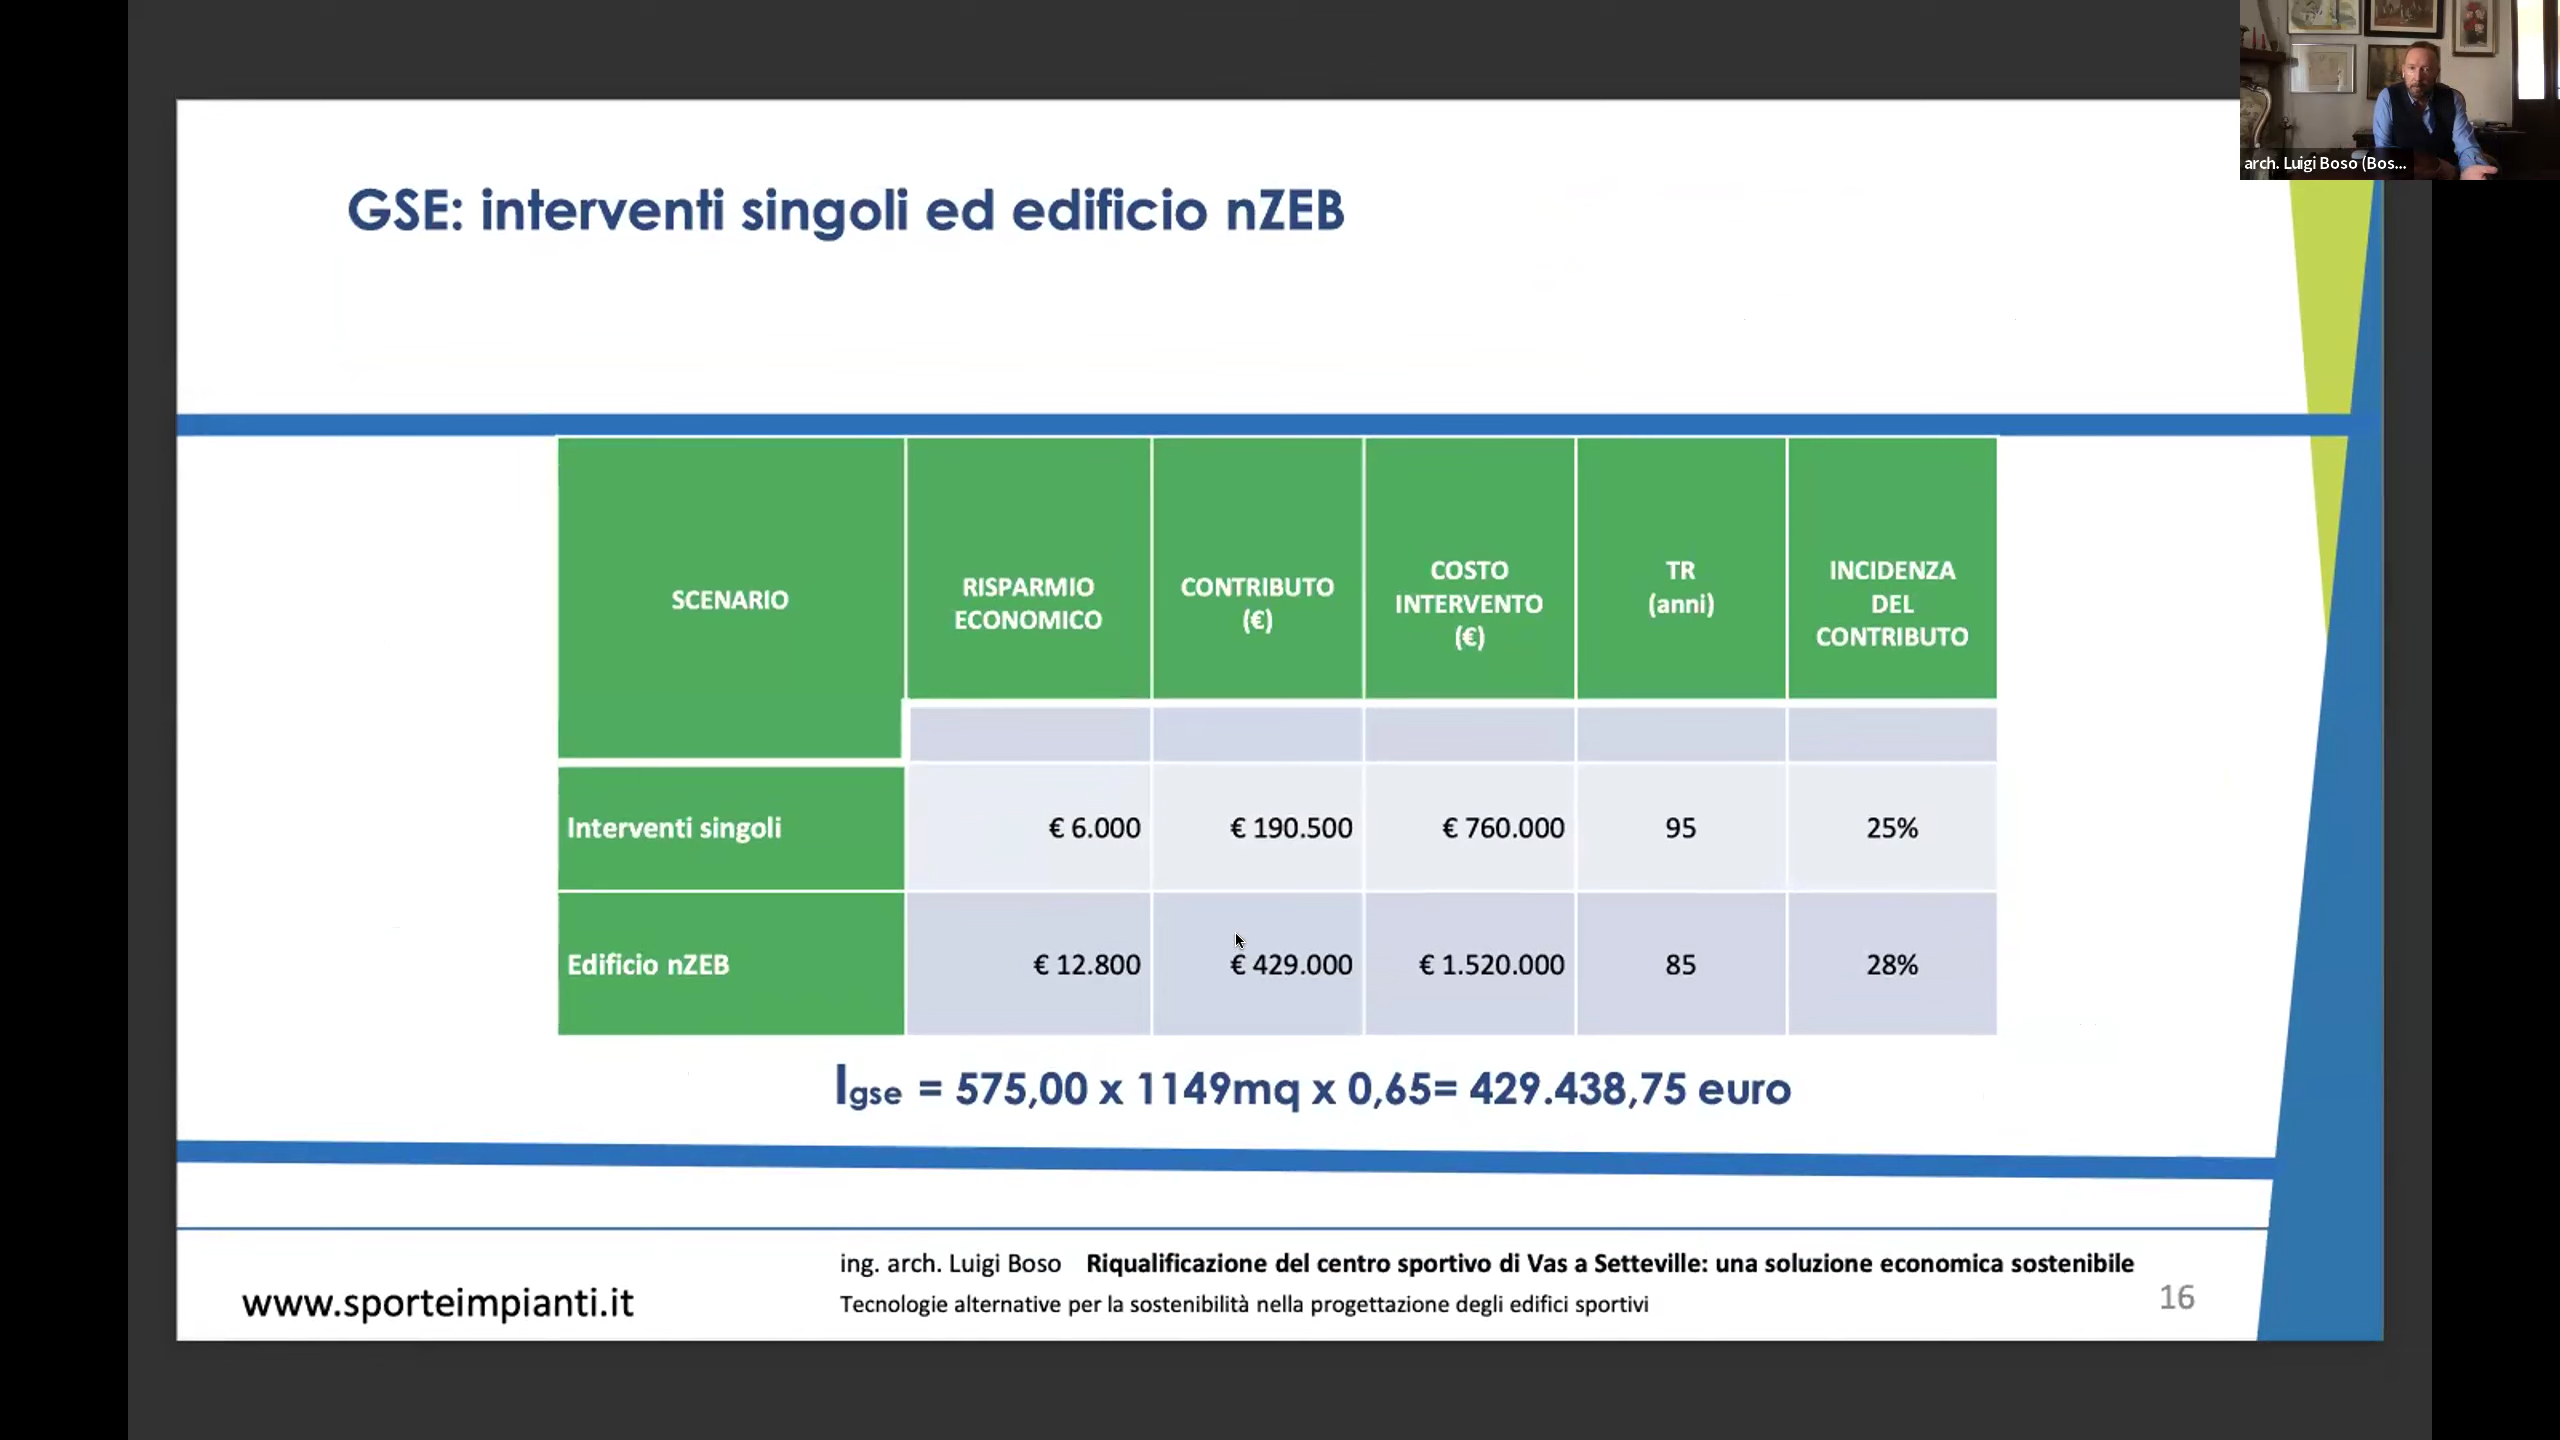 arch. Luigi Boso (Bos...
GSE: interventi singoli ed edificio nZEB
SCENARIO
RISPARMIO
ECONOMICO
CONTRIBUTO
(€)
COSTO
INTERVENTO
(€)
TR
(anni)
INCIDENZA
DEL
CONTRIBUTO
Interventi singoli € 6.000 € 190.500 € 760.000 95 25%
Edificio nZEB € 12.800 € 429.000 € 1.520.000 85 28%
Igse = 575,00 x 1149mq x 0,65= 429.438,75 euro
ing. arch. Luigi Boso Riqualificazione del centro sportivo di Vas a Setteville: una soluzione economica sostenibile
www.sporteimpianti.it
Tecnologie alternative per la sostenibilità nella progettazione degli edifici sportivi
16